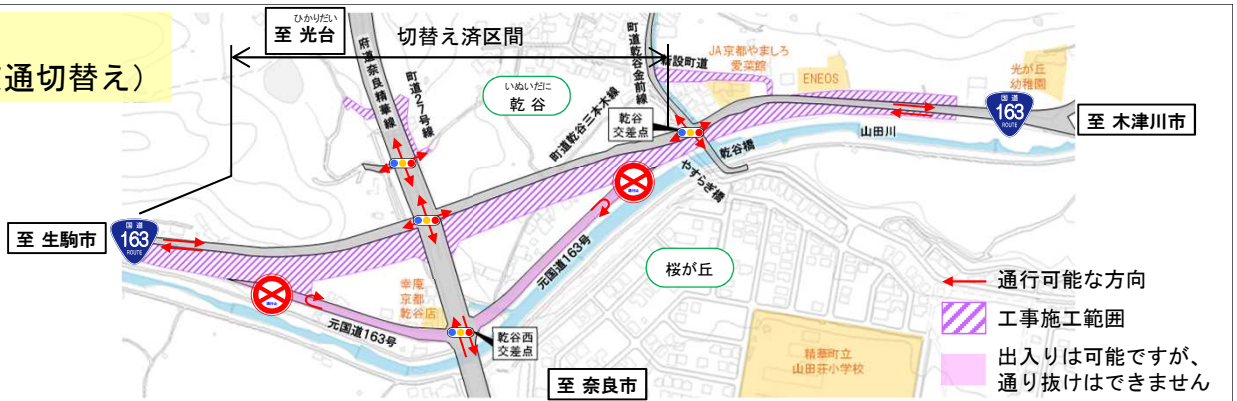 通切替え）
ひかりだい
至 光台
切替え済区間
府道奈良精華線
町道27号線
いぬいだに
乾谷
町道乾谷三本木線
町道乾谷金前線
新設町道
JA京都やましろ
愛菜館
ENEOS
光が丘
幼稚園
国道
163
ROUTE
至 木津川市
乾谷
交差点
山田川
乾谷橋
やすらぎ橋
至 生駒市
国道
163
ROUTE
元国道163号
桜が丘
幸庵
京都
乾谷店
元国道163号
乾谷西
交差点
至 奈良市
精華町立
山田荘小学校
通行可能な方向
工事施工範囲
出入りは可能ですが、
通り抜けはできません